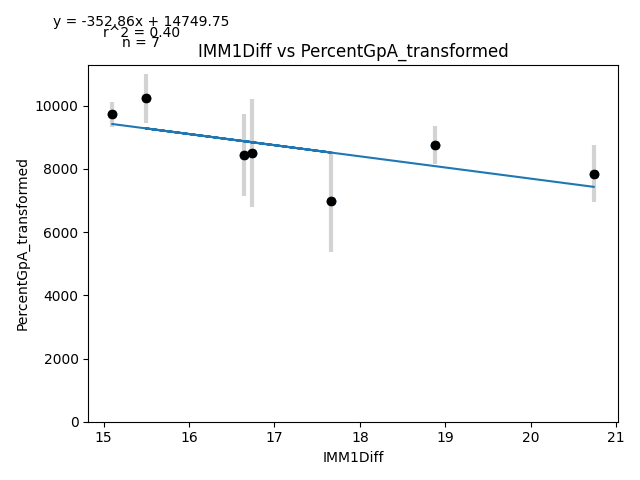 y = -352.86x + 14749.75
r^2 = 0.40
n = 7
IMM1Diff vs PercentGpA_transformed
PercentGpA_transformed
10000
8000
6000
4000
2000
0
15 16 17 18 19 20 21
IMM1Diff